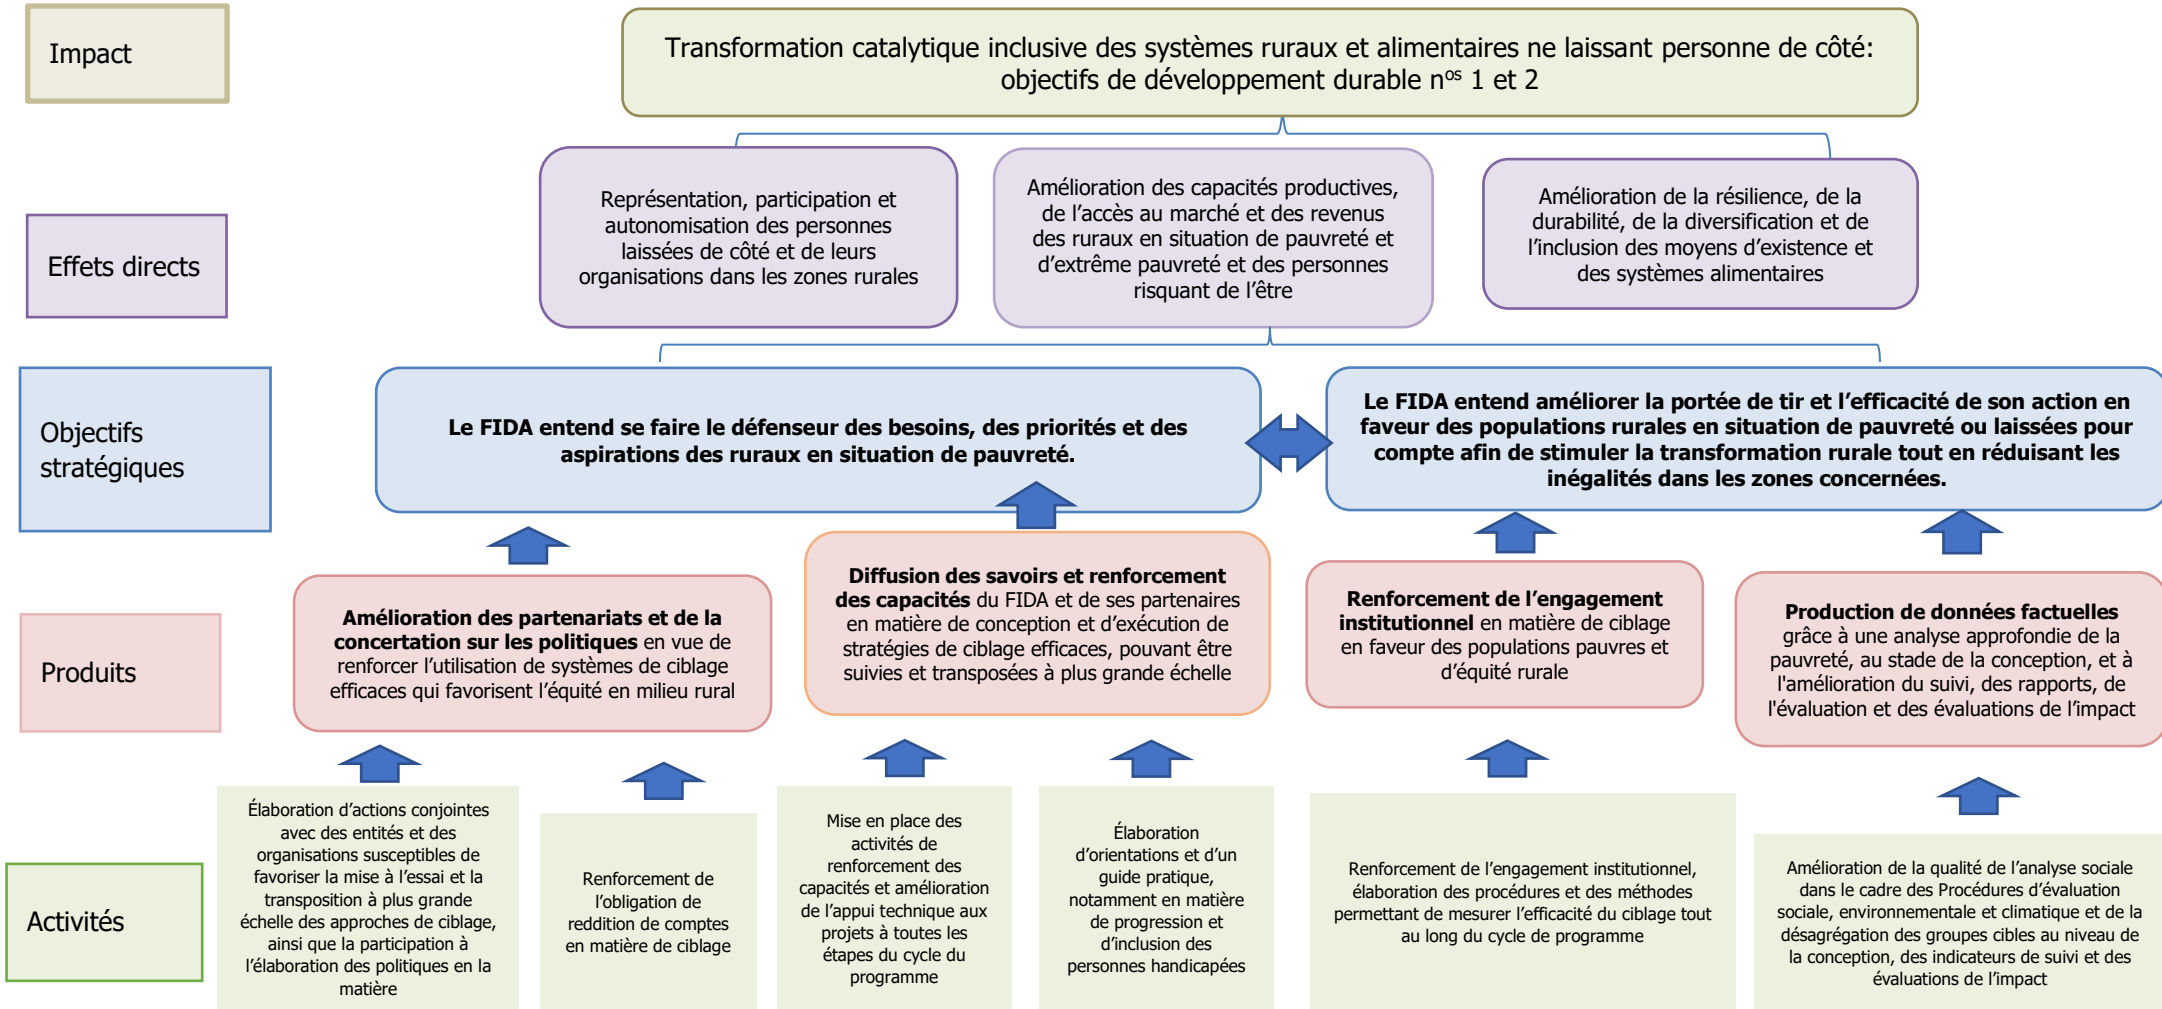 Impact
Transformation catalytique inclusive des systèmes ruraux et alimentaires ne laissant personne de côté:
objectifs de développement durable nᵒˢ 1 et 2
Effets directs
Représentation, participation et
autonomisation des personnes
laissées de côté et de leurs
organisations dans les zones rurales
Amélioration des capacités productives,
de l’accès au marché et des revenus
des ruraux en situation de pauvreté et
d’extrême pauvreté et des personnes
risquant de l’être
Amélioration de la résilience, de la
durabilité, de la diversification et de
l’inclusion des moyens d’existence et
des systèmes alimentaires
Objectifs
stratégiques
Le FIDA entend se faire le défenseur des besoins, des priorités et des
aspirations des ruraux en situation de pauvreté.
Le FIDA entend améliorer la portée de tir et l’efficacité de son action en
faveur des populations rurales en situation de pauvreté ou laissées pour
compte afin de stimuler la transformation rurale tout en réduisant les
inégalités dans les zones concernées.
Produits
Amélioration des partenariats et de la
concertation sur les politiques en vue de
renforcer l’utilisation de systèmes de ciblage
efficaces qui favorisent l’équité en milieu rural
Diffusion des savoirs et renforcement
des capacités du FIDA et de ses partenaires
en matière de conception et d’exécution de
stratégies de ciblage efficaces, pouvant être
suivies et transposées à plus grande échelle
Renforcement de l’engagement
institutionnel en matière de ciblage
en faveur des populations pauvres et
d’équité rurale
Production de données factuelles
grâce à une analyse approfondie de la
pauvreté, au stade de la conception, et à
l'amélioration du suivi, des rapports, de
l'évaluation et des évaluations de l’impact
Activités
Élaboration d’actions conjointes
avec des entités et des
organisations susceptibles de
favoriser la mise à l’essai et la
transposition à plus grande
échelle des approches de ciblage,
ainsi que la participation à
l’élaboration des politiques en la
matière
Renforcement de
l’obligation de
reddition de comptes
en matière de ciblage
Mise en place des
activités de
renforcement des
capacités et amélioration
de l’appui technique aux
projets à toutes les
étapes du cycle du
programme
Élaboration
d’orientations et d’un
guide pratique,
notamment en matière
de progression et
d’inclusion des
personnes handicapées
Renforcement de l’engagement institutionnel,
élaboration des procédures et des méthodes
permettant de mesurer l’efficacité du ciblage tout
au long du cycle de programme
Amélioration de la qualité de l’analyse sociale
dans le cadre des Procédures d’évaluation
sociale, environnementale et climatique et de la
désagrégation des groupes cibles au niveau de
la conception, des indicateurs de suivi et des
évaluations de l’impact